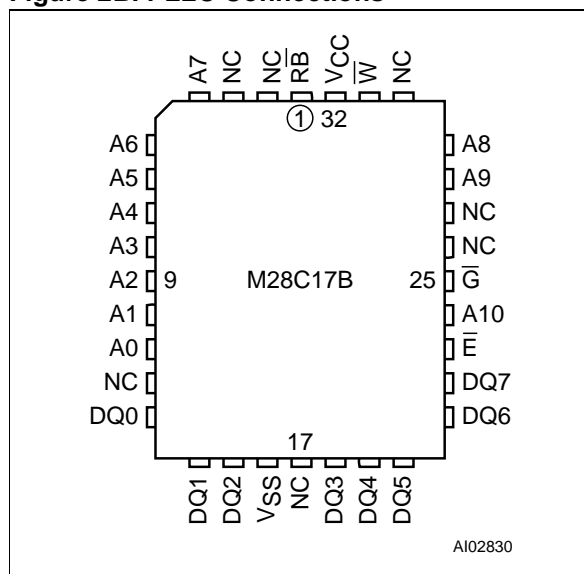 Figure 2B. PLCC Connections
A7 NC NC R̅B̅ VCC W̅ NC
1 32
A6 A8
A5 A9
A4 NC
A3 NC
A2 9 M28C17B 25 G̅
A1 A10
A0 E̅
NC DQ7
DQ0 DQ6
17
DQ1 DQ2 VSS NC DQ3 DQ4 DQ5
AI02830